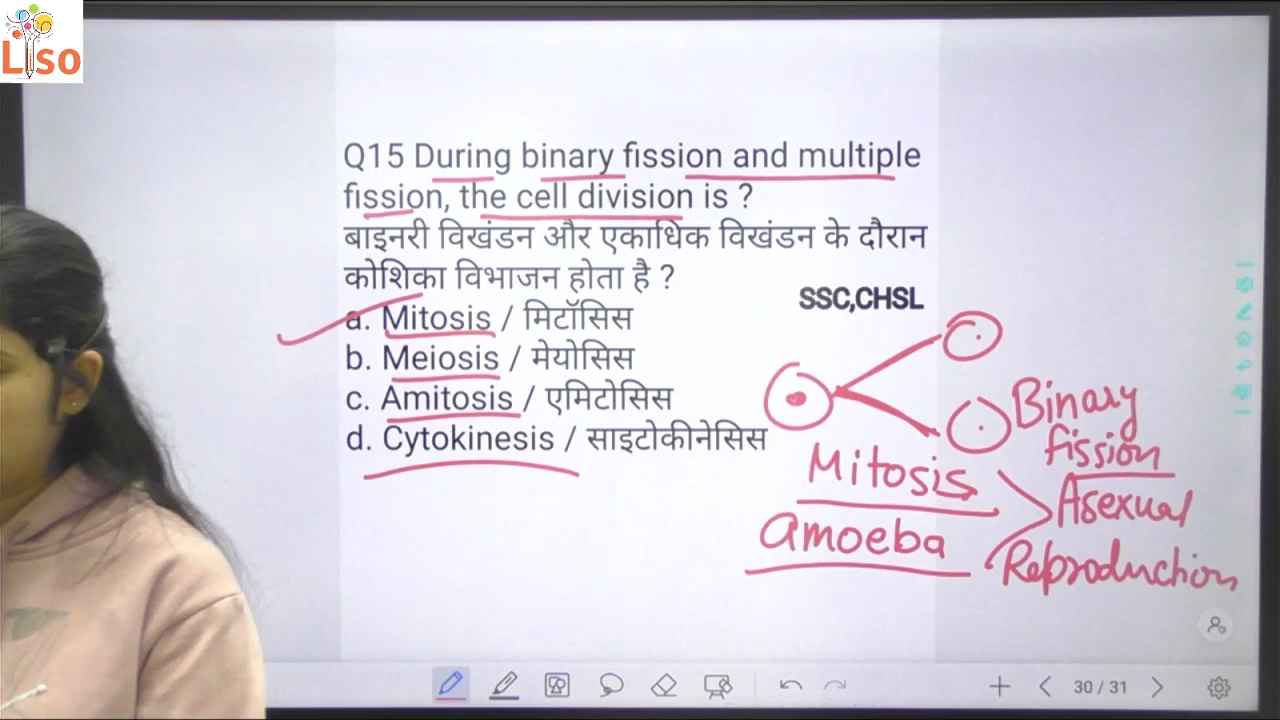 Liso
Q15 During binary fission and multiple
fission, the cell division is ?
बाइनरी विखंडन और एकाधिक विखंडन के दौरान
कोशिका विभाजन होता है ?
SSC,CHSL
a. Mitosis / मिटॉसिस
b. Meiosis / मेयोसिस
c. Amitosis / एमिटोसिस
d. Cytokinesis / साइटोकीनेसिस
Binary
fission
Mitosis
Asexual
amoeba
Reproduction
30 / 31